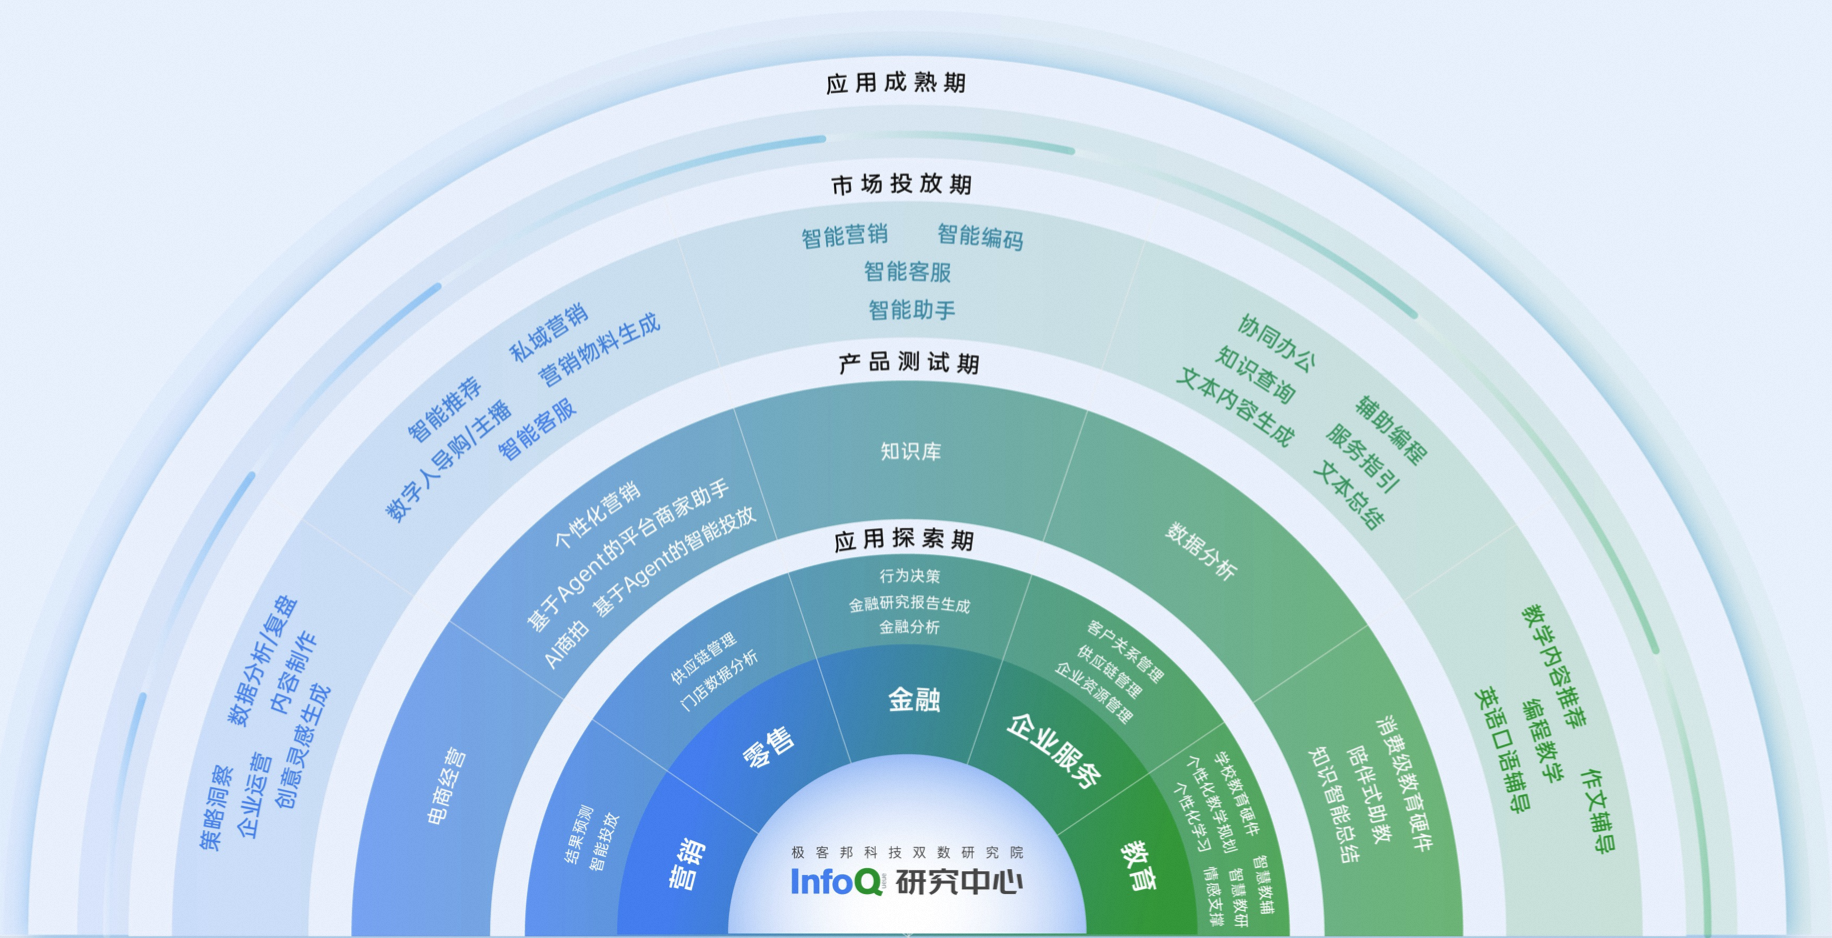 应用成熟期
市场投放期
智能营销
智能编码
智能客服
智能助手
私域营销
营销物料生成
智能推荐
数字人导购/主播
智能客服
数据分析/复盘
内容制作
创意灵感生成
策略洞察
企业运营
协同办公
知识查询
文本内容生成
辅助编程
服务指引
文本总结
教学内容推荐
编程教学
英语口语辅导
作文辅导
产品测试期
知识库
个性化营销
基于Agent的平台商家助手
基于Agent的智能投放
AI商拍
电商经营
数据分析
消费级教育硬件
陪伴式助教
知识智能总结
应用探索期
行为决策
金融研究报告生成
金融分析
供应链管理
门店数据分析
结果预测
智能投放
客户关系管理
供应链管理
企业资源管理
学校教育硬件
个性化教学规划
个性化学习
智慧教辅
智慧教研
情感支撑
营销
零售
金融
企业服务
教育
极客邦科技双数研究院
InfoQ 研究中心